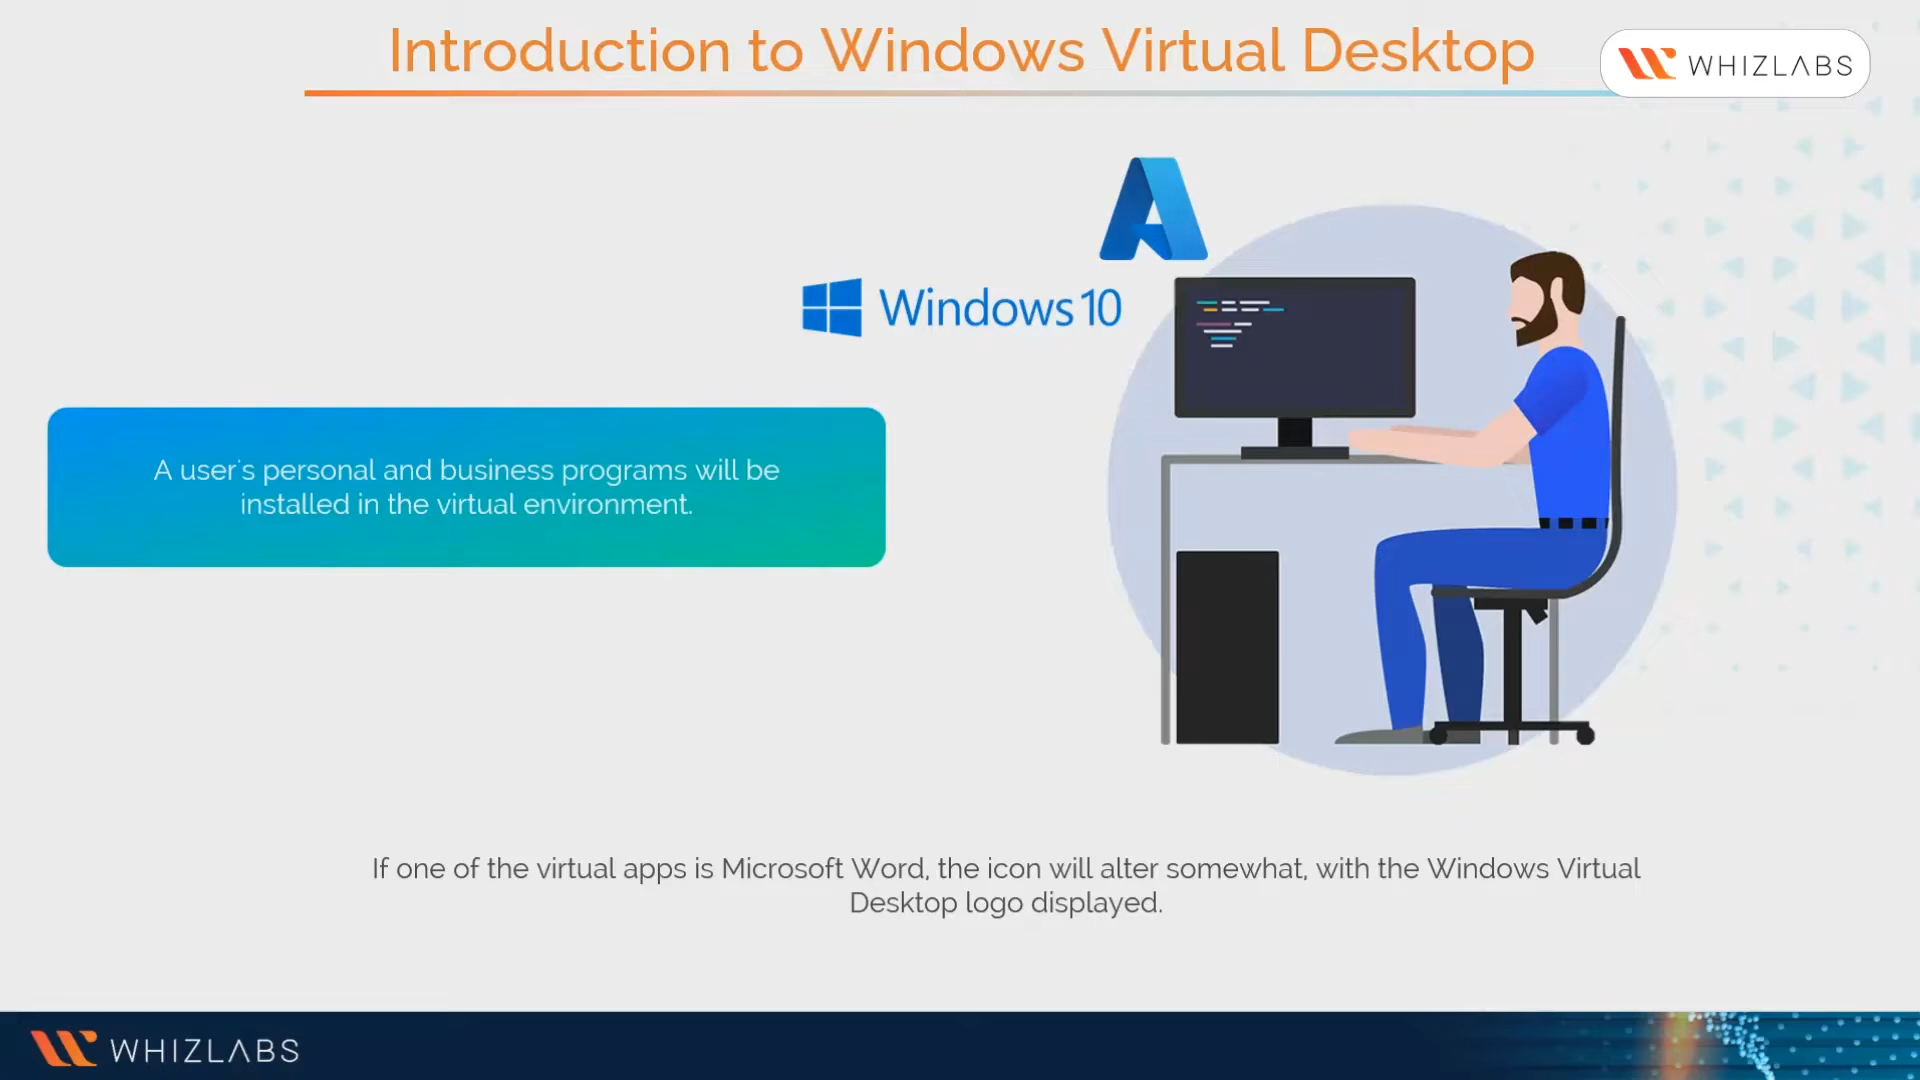 Introduction to Windows Virtual Desktop
WHIZLABS
Windows 10
A user's personal and business programs will be
installed in the virtual environment.
If one of the virtual apps is Microsoft Word, the icon will alter somewhat, with the Windows Virtual
Desktop logo displayed.
WHIZLABS